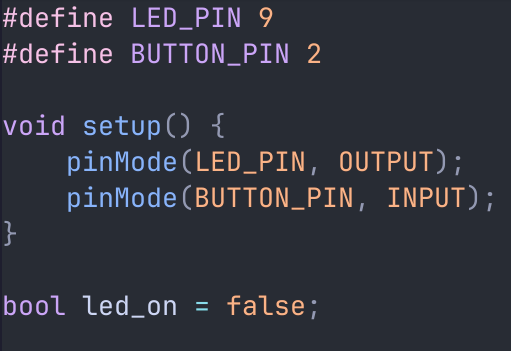 #define LED_PIN 9
#define BUTTON_PIN 2
void setup() {
    pinMode(LED_PIN, OUTPUT);
    pinMode(BUTTON_PIN, INPUT);
}
bool led_on = false;